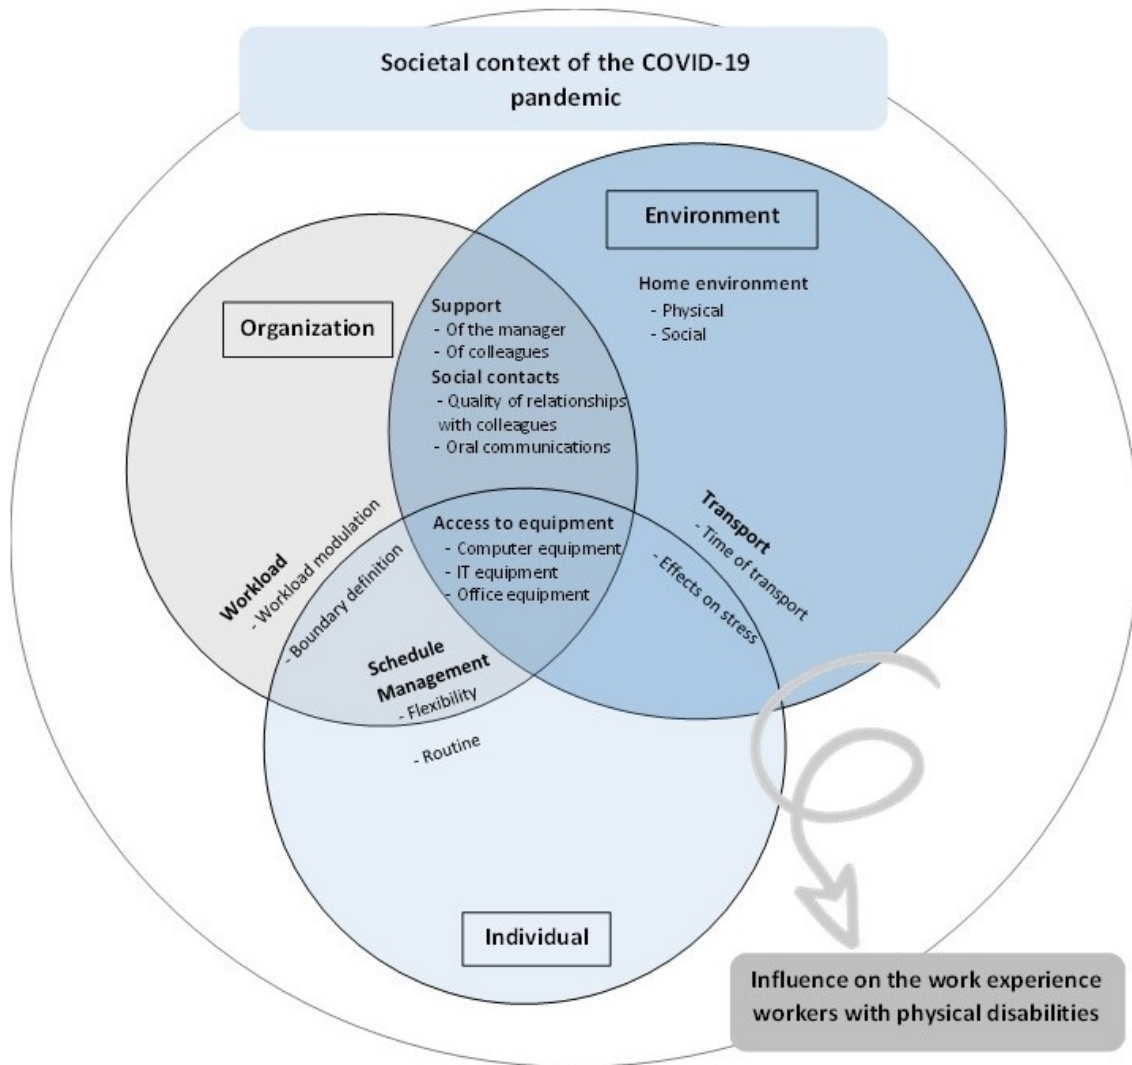 Societal context of the COVID-19
pandemic
Environment
Home environment
- Physical
- Social
Organization
Support
- Of the manager
- Of colleagues
Social contacts
- Quality of relationships
with colleagues
- Oral communications
Access to equipment
- Computer equipment
- IT equipment
- Office equipment
Transport
- Time of transport
- Effects on stress
Workload
- Workload modulation
- Boundary definition
Schedule
Management
- Flexibility
- Routine
Individual
Influence on the work experience
workers with physical disabilities